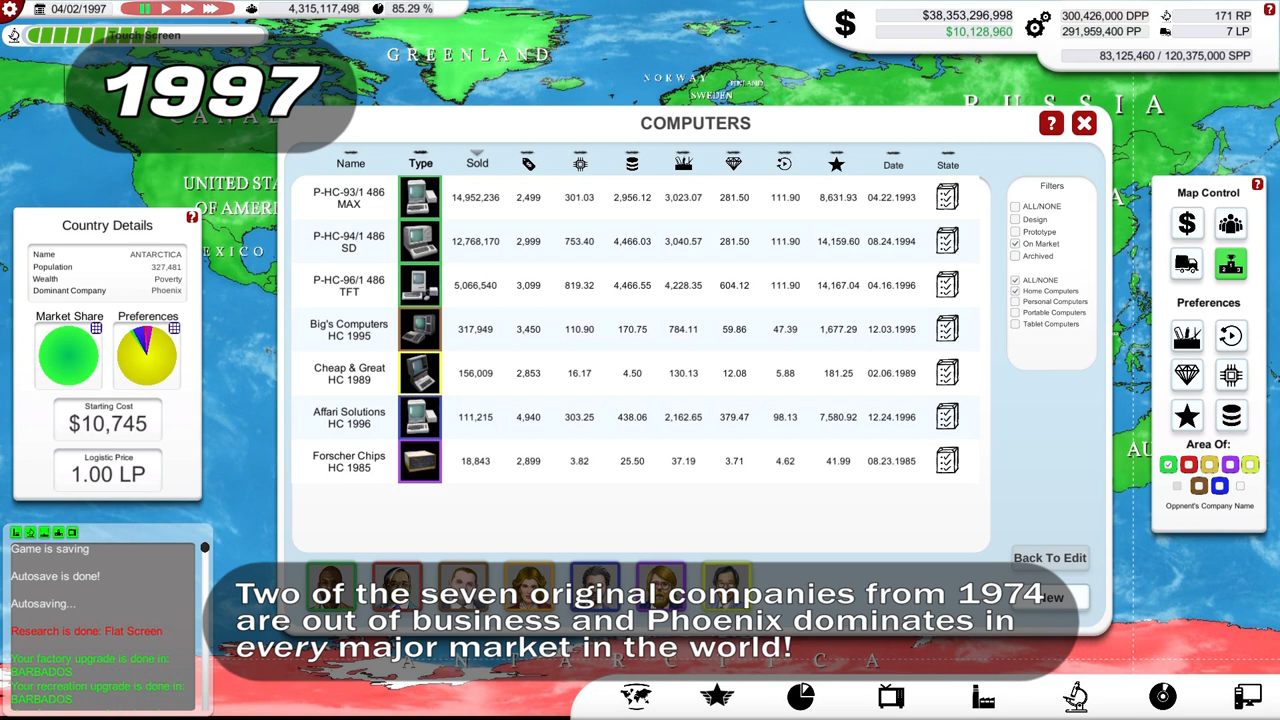 04/02/1997
4,315,117,498
85.29 %
$38,353,296,998
$10,128,960
300,426,000 DPP
291,959,400 PP
171 RP
7 LP
83,125,460 / 120,375,000 SPP
Touch Screen
1997
GREENLAND
NORWAY
FINLAND
SWEDEN
RUSSIA
CANADA
UNITED STA
OF AMERI
EXICO
AU
COMPUTERS
Name Type Sold Date State
P-HC-93/1 486 MAX 14,952,236 2,499 301.03 2,956.12 3,023.07 281.50 111.90 8,631.93 04.22.1993
P-HC-94/1 486 SD 12,768,170 2,999 753.40 4,466.05 3,040.57 281.50 111.90 14,159.60 08.24.1994
P-HC-96/1 486 TFT 5,066,540 3,099 819.32 4,466.55 4,228.35 604.12 111.90 14,167.04 04.16.1996
Big's Computers HC 1995 317,949 3,450 110.90 170.75 784.11 59.86 47.39 1,677.29 12.03.1995
Cheap & Great HC 1989 156,009 2,853 16.17 4.50 130.13 12.08 5.88 181.25 02.06.1989
Affari Solutions HC 1996 111,215 4,940 303.25 438.06 2,162.65 379.47 98.13 7,580.92 12.24.1996
Forscher Chips HC 1985 18,843 2,899 3.82 25.50 37.19 3.71 4.62 41.99 08.23.1985
Filters
ALL/NONE
Design
Prototype
On Market
Archived
ALL/NONE
Home Computers
Personal Computers
Portable Computers
Tablet Computers
Back To Edit
New
Country Details
Name ANTARCTICA
Population 327,481
Wealth Poverty
Dominant Company Phoenix
Market Share Preferences
Starting Cost
$10,745
Logistic Price
1.00 LP
Map Control
Preferences
Area Of:
Oppnent's Company Name
Game is saving
Autosave is done!
Autosaving...
Research is done: Flat Screen
Your factory upgrade is done in:
BARBADOS
Your recreation upgrade is done in:
BARBADOS
Two of the seven original companies from 1974
are out of business and Phoenix dominates in
every major market in the world!